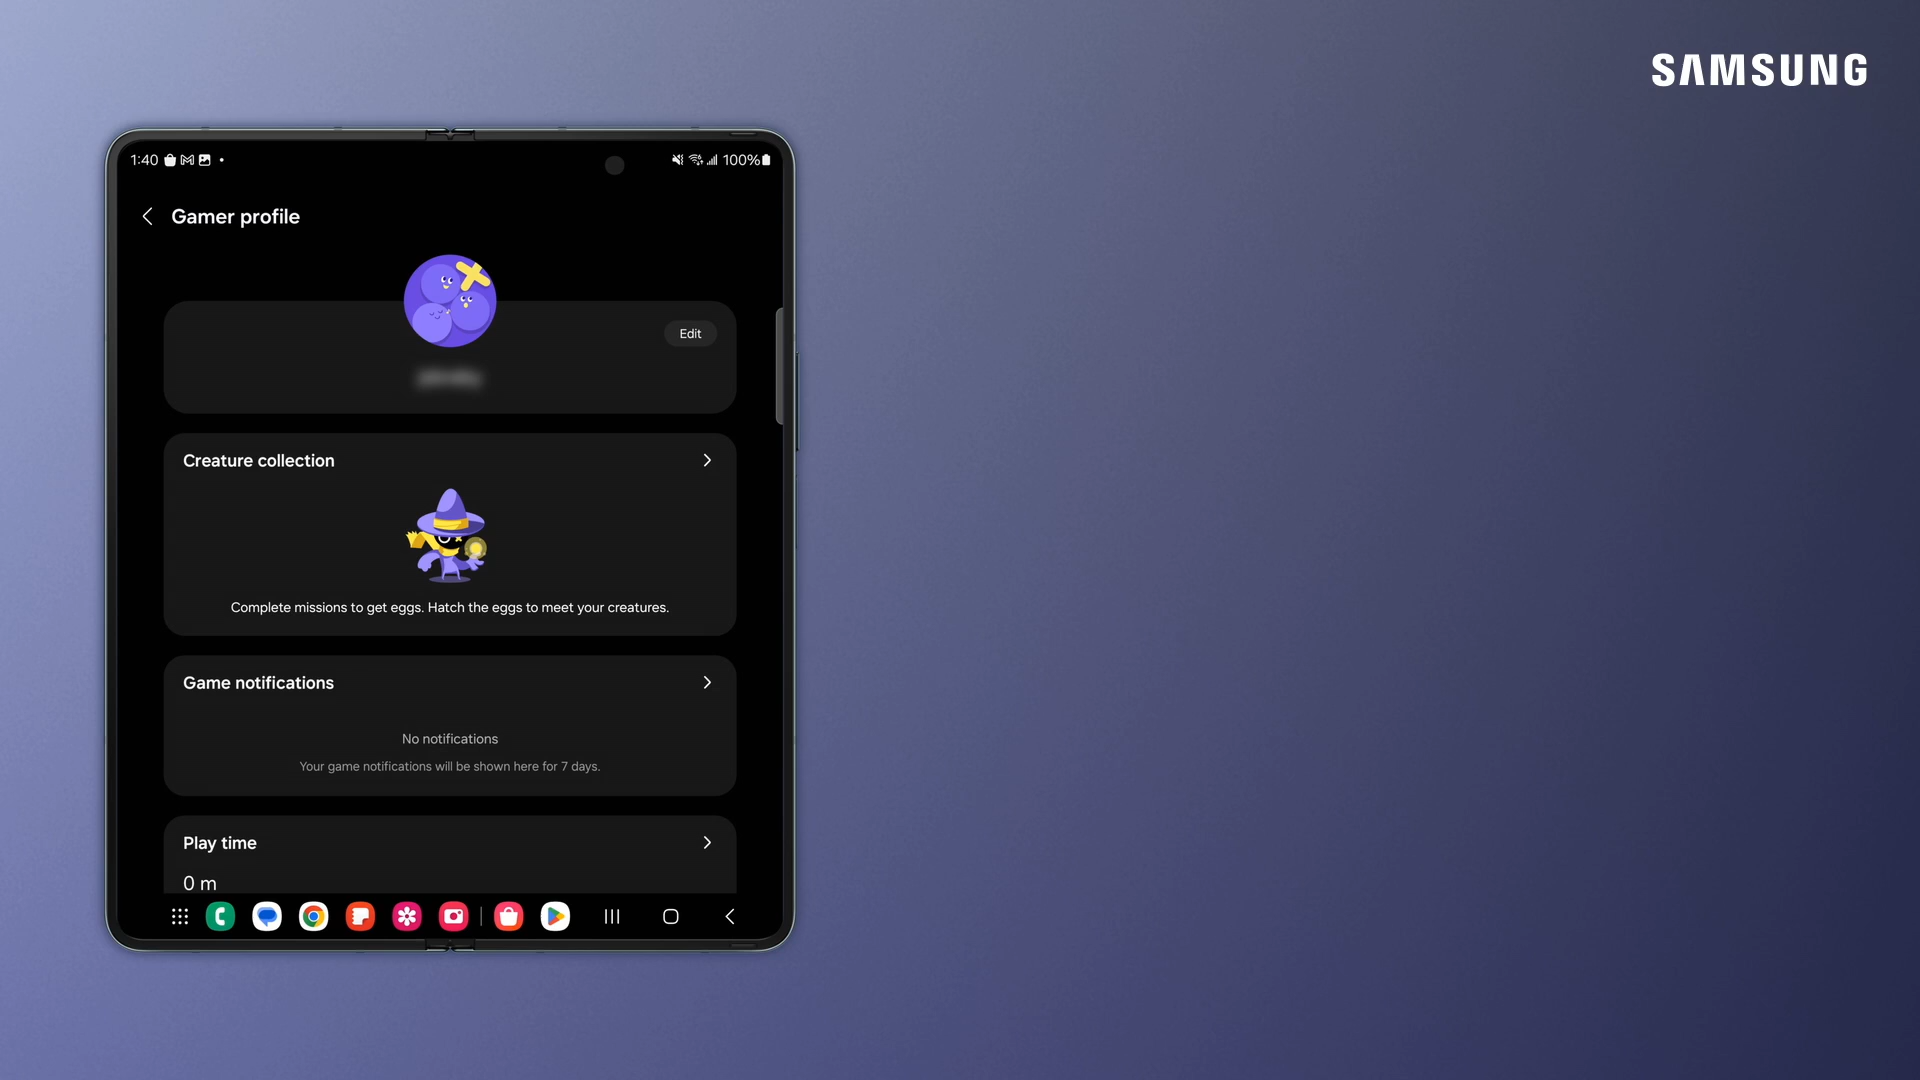 SAMSUNG
1:40
100%
Gamer profile
Edit
Creature collection
Complete missions to get eggs. Hatch the eggs to meet your creatures.
Game notifications
No notifications
Your game notifications will be shown here for 7 days.
Play time
0 m